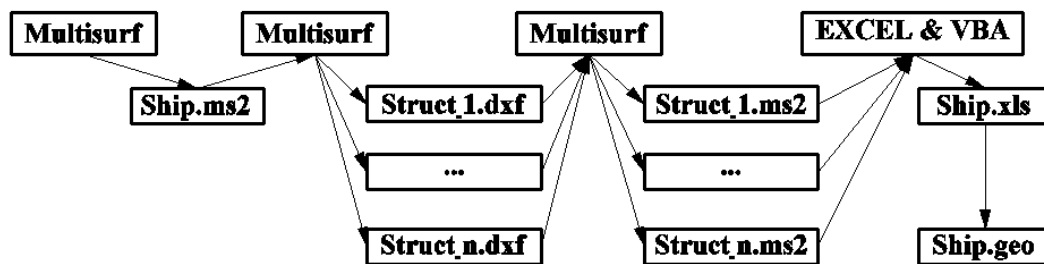 Multisurf
Multisurf
Multisurf
EXCEL & VBA
Ship.ms2
Struct_1.dxf
Struct_1.ms2
Ship.xls
...
...
Struct_n.dxf
Struct_n.ms2
Ship.geo